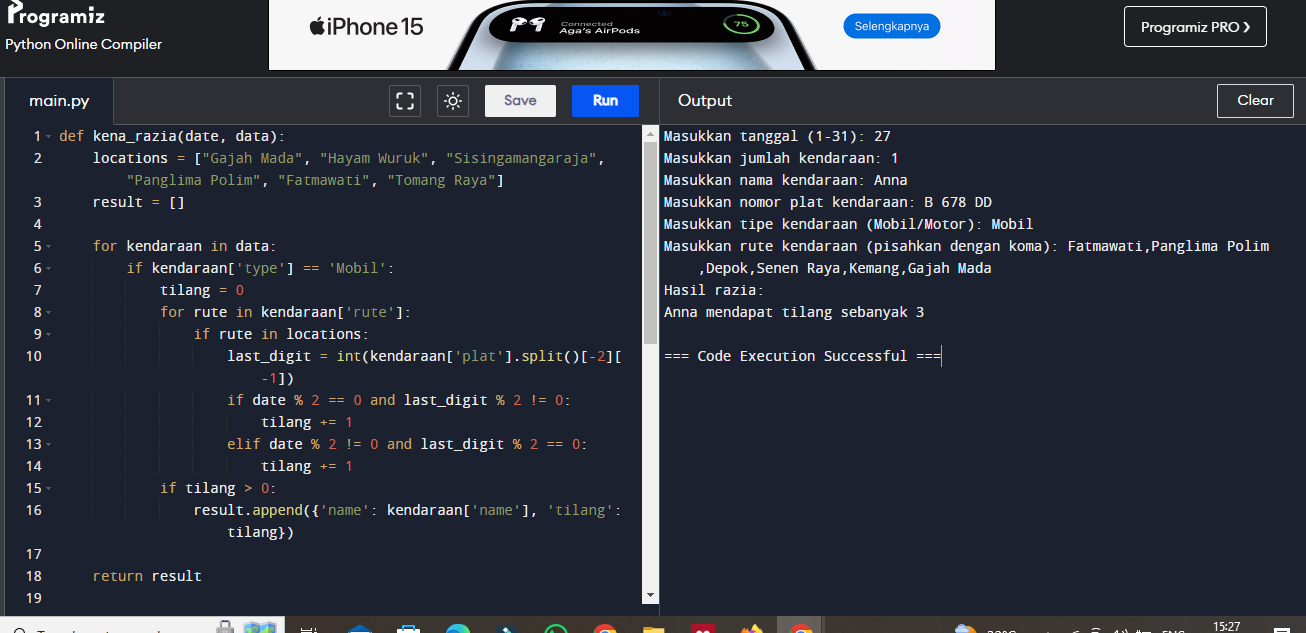 Programiz
Python Online Compiler
iPhone 15
Connected
Aga's AirPods
75
Selengkapnya
Programiz PRO ›
main.py
Save
Run
Output
Clear
1 def kena_razia(date, data):
2 locations = ["Gajah Mada", "Hayam Wuruk", "Sisingamangaraja",
"Panglima Polim", "Fatmawati", "Tomang Raya"]
3 result = []
4
5 for kendaraan in data:
6 if kendaraan['type'] == 'Mobil':
7 tilang = 0
8 for rute in kendaraan['rute']:
9 if rute in locations:
10 last_digit = int(kendaraan['plat'].split()[-2][
-1])
11 if date % 2 == 0 and last_digit % 2 != 0:
12 tilang += 1
13 elif date % 2 != 0 and last_digit % 2 == 0:
14 tilang += 1
15 if tilang > 0:
16 result.append({'name': kendaraan['name'], 'tilang':
tilang})
17
18 return result
19
Masukkan tanggal (1-31): 27
Masukkan jumlah kendaraan: 1
Masukkan nama kendaraan: Anna
Masukkan nomor plat kendaraan: B 678 DD
Masukkan tipe kendaraan (Mobil/Motor): Mobil
Masukkan rute kendaraan (pisahkan dengan koma): Fatmawati,Panglima Polim
,Depok,Senen Raya,Kemang,Gajah Mada
Hasil razia:
Anna mendapat tilang sebanyak 3
=== Code Execution Successful ===
15:27